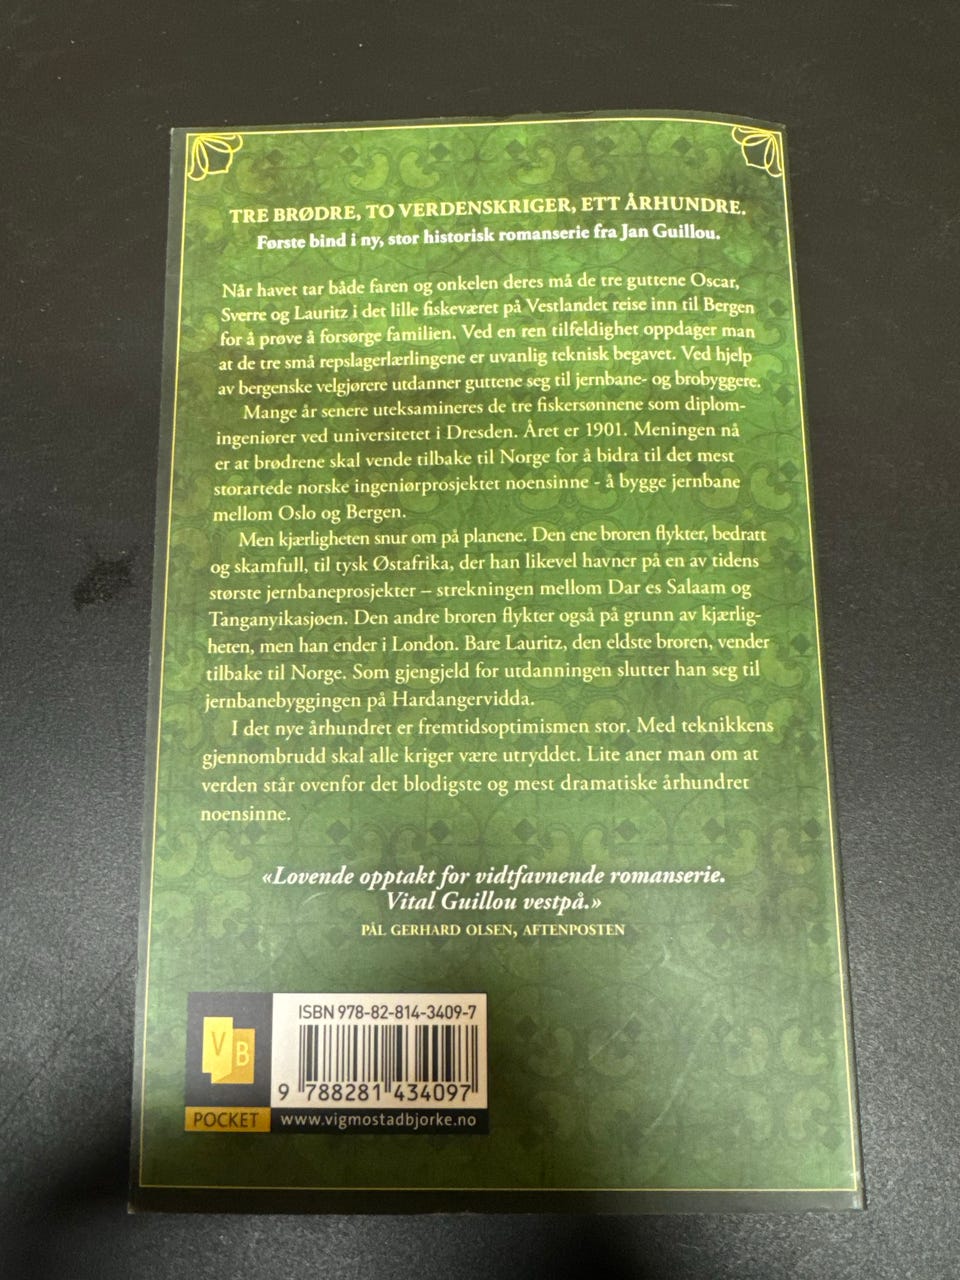 TRE BRØDRE, TO VERDENSKRIGER, ETT ÅRHUNDRE.
Første bind i ny, stor historisk romanserie fra Jan Guillou.
Når havet tar både faren og onkelen deres må de tre guttene Oscar,
Sverre og Lauritz i det lille fiskeværet på Vestlandet reise inn til Bergen
for å prøve å forsørge familien. Ved en ren tilfeldighet oppdager man
at de tre små repslagerlærlingene er uvanlig teknisk begavet. Ved hjelp
av bergenske velgjørere utdanner guttene seg til jernbane- og brobyggere.
Mange år senere uteksamineres de tre fiskersønnene som diplom-
ingeniører ved universitetet i Dresden. Året er 1901. Meningen nå
er at brødrene skal vende tilbake til Norge for å bidra til det mest
storartede norske ingeniørprosjektet noensinne - å bygge jernbane
mellom Oslo og Bergen.
Men kjærligheten snur om på planene. Den ene broren flykter, bedratt
og skamfull, til tysk Østafrika, der han likevel havner på en av tidens
største jernbaneprosjekter – strekningen mellom Dar es Salaam og
Tanganyikasjøen. Den andre broren flykter også på grunn av kjærlig-
heten, men han ender i London. Bare Lauritz, den eldste broren, vender
tilbake til Norge. Som gjengjeld for utdanningen slutter han seg til
jernbanebyggingen på Hardangervidda.
I det nye århundret er fremtidsoptimismen stor. Med teknikkens
gjennombrudd skal alle kriger være utryddet. Lite aner man om at
verden står ovenfor det blodigste og mest dramatiske århundret
noensinne.
«Lovende opptakt for vidtfavnende romanserie.
Vital Guillou vestpå.»
PÅL GERHARD OLSEN, AFTENPOSTEN
ISBN 978-82-814-3409-7
V B
9 788281 434097
POCKET www.vigmostadbjorke.no